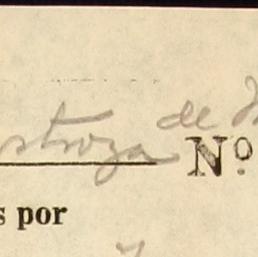 stroza de
Nº
s por